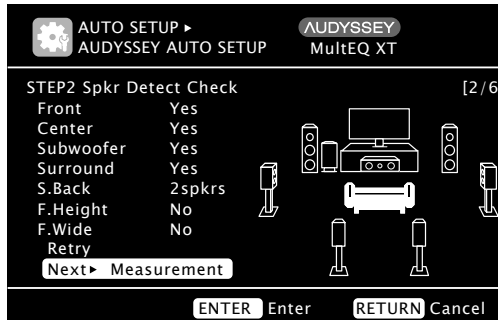 AUTO SETUP ▸
AUDYSSEY AUTO SETUP
AUDYSSEY
MultEQ XT
STEP2 Spkr Detect Check [2/6
Front Yes
Center Yes
Subwoofer Yes
Surround Yes
S.Back 2spkrs
F.Height No
F.Wide No
Retry
Next▸ Measurement
ENTER Enter RETURN Cancel